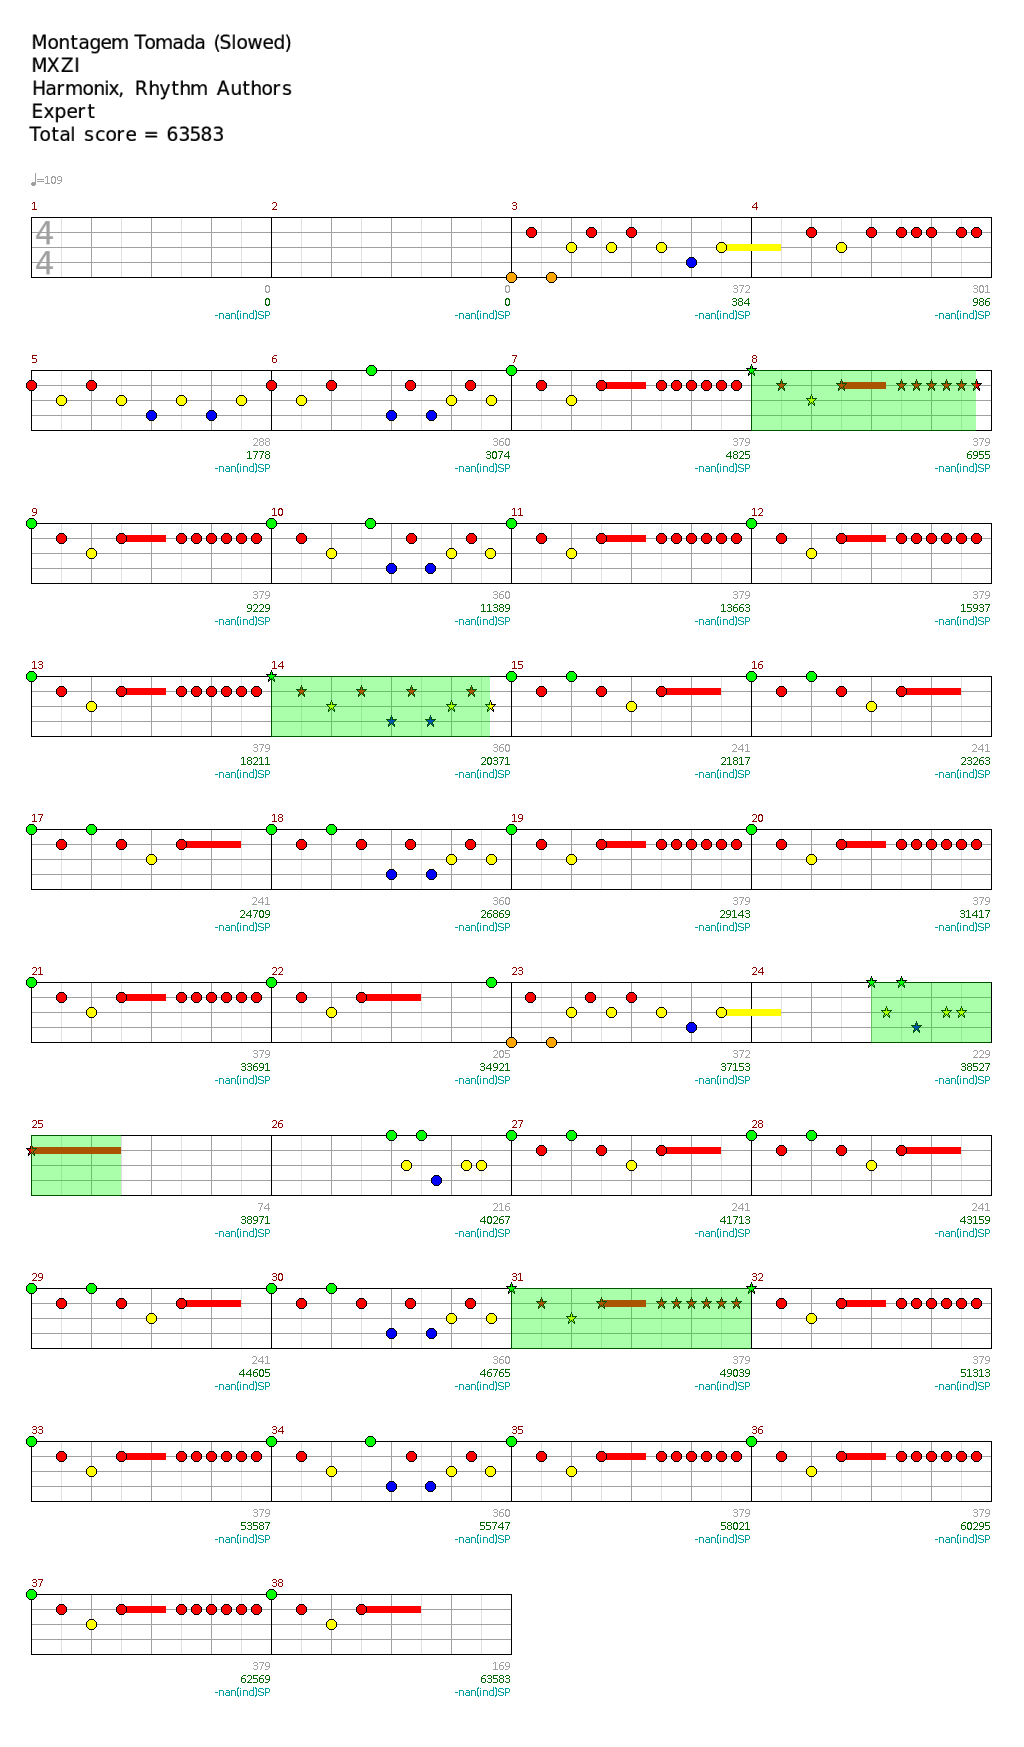 Montagem Tomada (Slowed)
MXZI
Harmonix, Rhythm Authors
Expert
Total score = 63583
♩=109
1 2 3 4
4
4
0 0 372 301
0 0 384 986
-nan(ind)SP -nan(ind)SP -nan(ind)SP -nan(ind)SP
5 6 7 8
288 360 379 379
1778 3074 4825 6955
-nan(ind)SP -nan(ind)SP -nan(ind)SP -nan(ind)SP
9 10 11 12
379 360 379 379
9229 11389 13663 15937
-nan(ind)SP -nan(ind)SP -nan(ind)SP -nan(ind)SP
13 14 15 16
379 360 241 241
18211 20371 21817 23263
-nan(ind)SP -nan(ind)SP -nan(ind)SP -nan(ind)SP
17 18 19 20
241 360 379 379
24709 26869 29143 31417
-nan(ind)SP -nan(ind)SP -nan(ind)SP -nan(ind)SP
21 22 23 24
379 205 372 229
33691 34921 37153 38527
-nan(ind)SP -nan(ind)SP -nan(ind)SP -nan(ind)SP
25 26 27 28
74 216 241 241
38971 40267 41713 43159
-nan(ind)SP -nan(ind)SP -nan(ind)SP -nan(ind)SP
29 30 31 32
241 360 379 379
44605 46765 49039 51313
-nan(ind)SP -nan(ind)SP -nan(ind)SP -nan(ind)SP
33 34 35 36
379 360 379 379
53587 55747 58021 60295
-nan(ind)SP -nan(ind)SP -nan(ind)SP -nan(ind)SP
37 38
379 169
62569 63583
-nan(ind)SP -nan(ind)SP